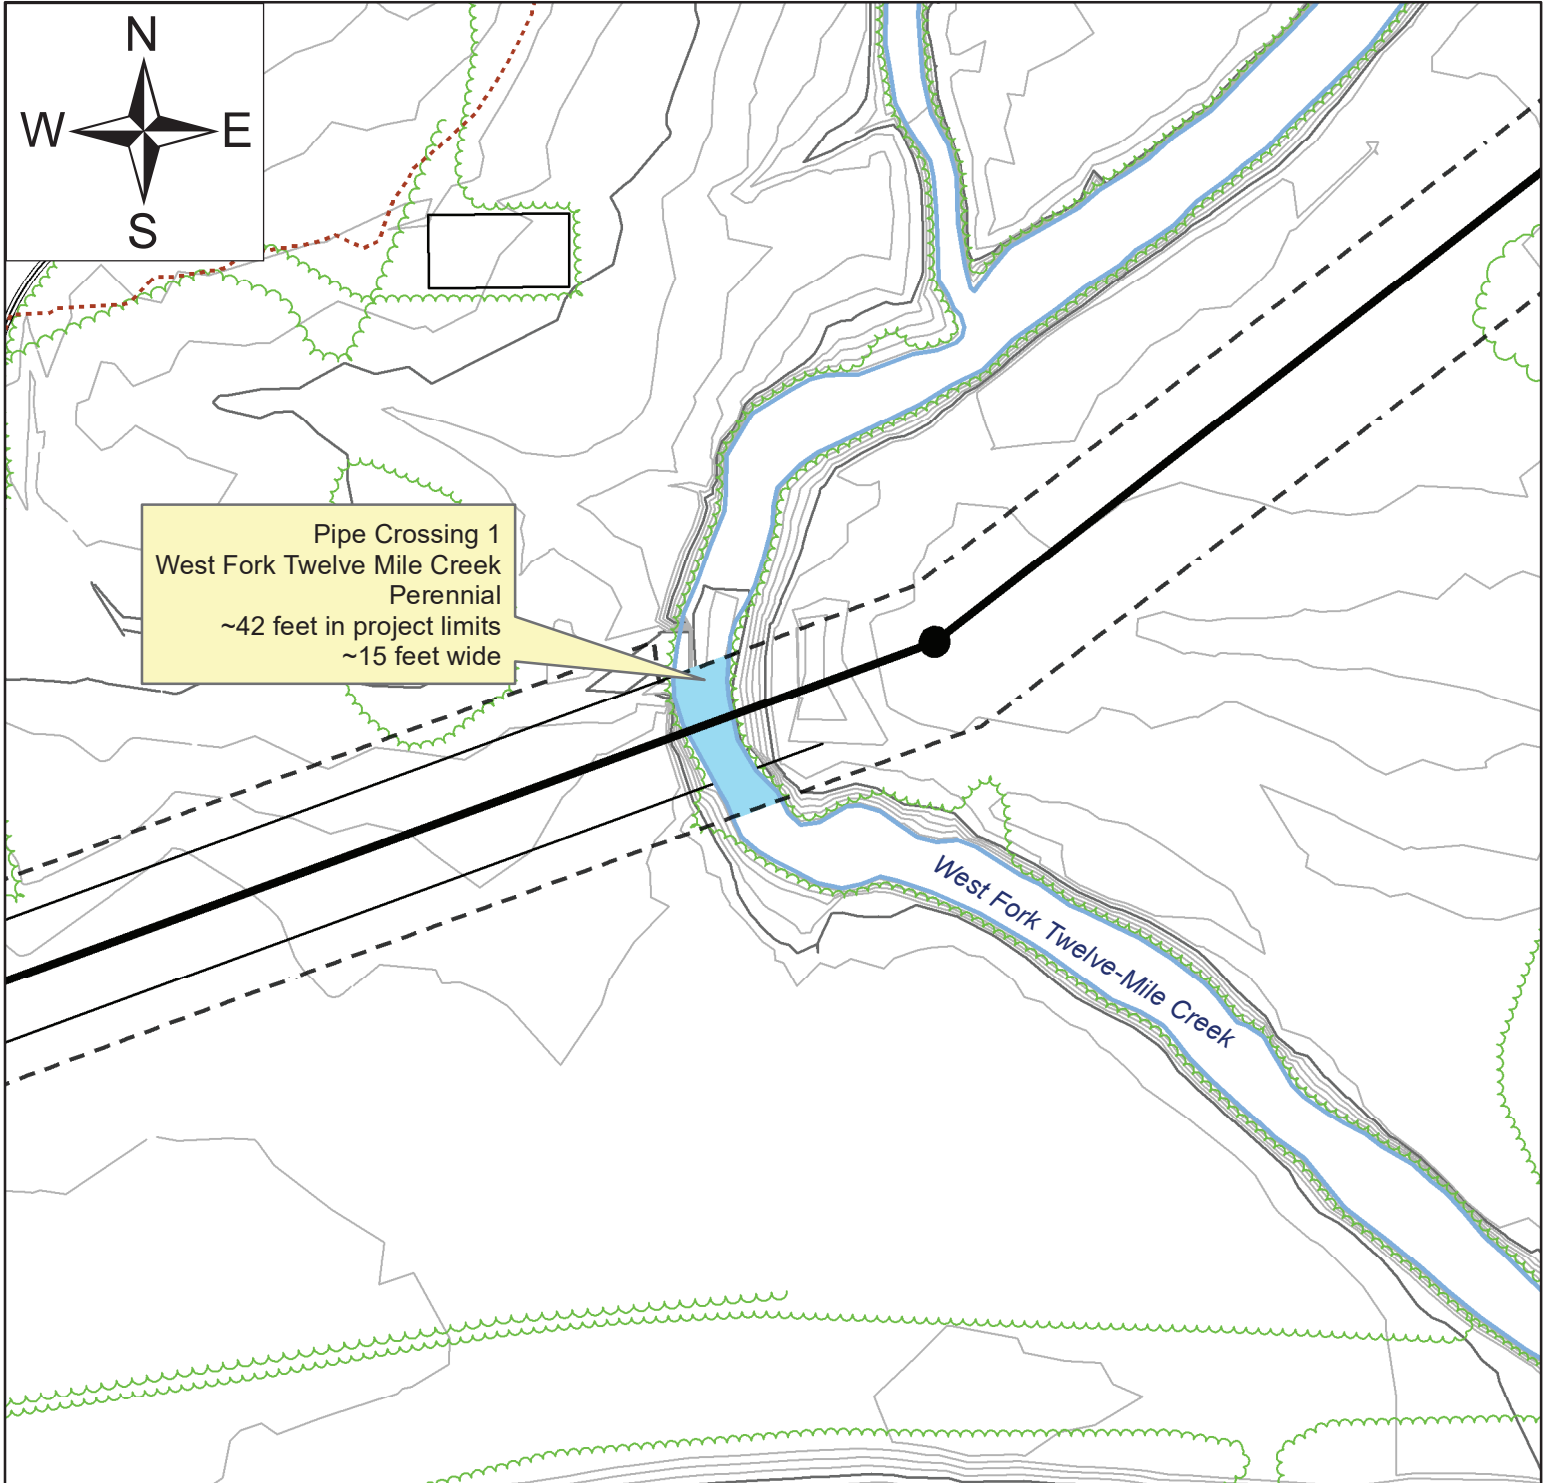 N
W E
S
Pipe Crossing 1
West Fork Twelve Mile Creek
Perennial
~42 feet in project limits
~15 feet wide
West Fork Twelve-Mile Creek